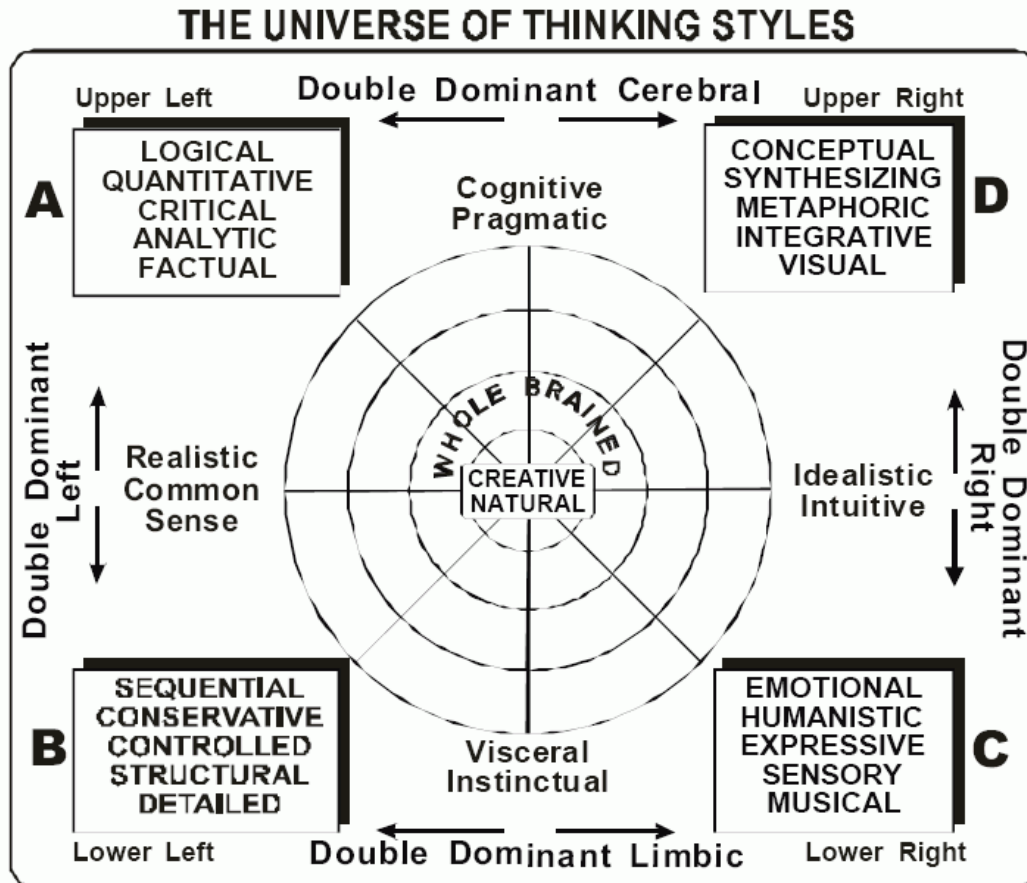 THE UNIVERSE OF THINKING STYLES
Upper Left
Double Dominant Cerebral
Upper Right
A
LOGICAL
QUANTITATIVE
CRITICAL
ANALYTIC
FACTUAL
Cognitive
Pragmatic
CONCEPTUAL
SYNTHESIZING
METAPHORIC
INTEGRATIVE
VISUAL
D
Double Dominant
Left
Realistic
Common
Sense
WHOLE BRAINED
CREATIVE
NATURAL
Idealistic
Intuitive
Double Dominant
Right
B
SEQUENTIAL
CONSERVATIVE
CONTROLLED
STRUCTURAL
DETAILED
Visceral
Instinctual
EMOTIONAL
HUMANISTIC
EXPRESSIVE
SENSORY
MUSICAL
C
Lower Left
Double Dominant Limbic
Lower Right